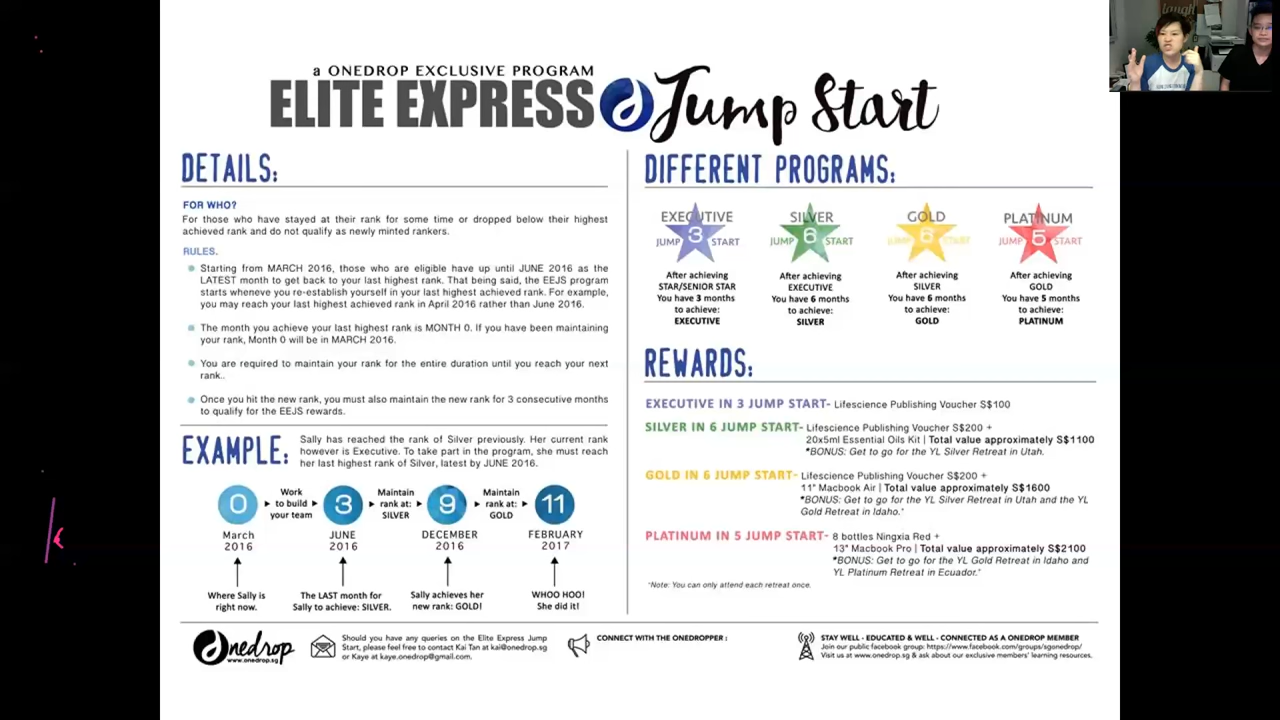 a ONEDROP EXCLUSIVE PROGRAM
ELITE EXPRESS Jump Start
DETAILS:
FOR WHO?
For those who have stayed at their rank for some time or dropped below their highest
achieved rank and do not qualify as newly minted rankers.
RULES.
Starting from MARCH 2016, those who are eligible have up until JUNE 2016 as the
LATEST month to get back to your last highest rank. That being said, the EEJS program
starts wheneve you re-establish yourself in your last highest achieved rank. For example,
you may reach your last highest achieved rank in April 2016 rather than June 2016.
The month you achieve your last highest rank is MONTH 0. If you have been maintaining
your rank, Month 0 will be in MARCH 2016.
You are required to maintain your rank for the entire duration until you reach your next
rank..
Once you hit the new rank, you must also maintain the new rank for 3 consecutive months
to qualify for the EEJS rewards.
EXAMPLE:
Sally has reached the rank of Silver previously. Her current rank
however is Executive. To take part in the program, she must reach
her last highest rank of Silver, latest by JUNE 2016.
0
Work
to build
your team
3
Maintain
rank at:
SILVER
9
Maintain
rank at:
GOLD
11
March
2016
JUNE
2016
DECEMBER
2016
FEBRUARY
2017
Where Sally is
right now.
The LAST month for
Sally to achieve: SILVER.
Sally achieves her
new rank: GOLD!
WHOO HOO!
She did it!
DIFFERENT PROGRAMS:
EXECUTIVE
3
JUMP START
After achieving
STAR/SENIOR STAR
You have 3 months
to achieve:
EXECUTIVE
SILVER
6
JUMP START
After achieving
EXECUTIVE
You have 6 months
to achieve:
SILVER
GOLD
6
JUMP START
After achieving
SILVER
You have 6 months
to achieve:
GOLD
PLATINUM
5
JUMP START
After achieving
GOLD
You have 5 months
to achieve:
PLATINUM
REWARDS:
EXECUTIVE IN 3 JUMP START- Lifescience Publishing Voucher S$100
SILVER IN 6 JUMP START- Lifescience Publishing Voucher S$200 +
20x5ml Essential Oils Kit | Total value approximately S$1100
*BONUS: Get to go for the YL Silver Retreat in Utah.
GOLD IN 6 JUMP START- Lifescience Publishing Voucher S$200 +
11" Macbook Air | Total value approximately S$1600
*BONUS: Get to go for the YL Silver Retreat in Utah and the YL
Gold Retreat in Idaho.*
PLATINUM IN 5 JUMP START- 8 bottles Ningxia Red +
13" Macbook Pro | Total value approximately S$2100
*BONUS: Get to go for the YL Gold Retreat in Idaho and
YL Platinum Retreat in Ecuador.*
*Note: You can only attend each retreat once.
Onedrop
www.onedrop.sg
Should you have any queries on the Elite Express Jump
Start, please feel free to contact Kai Tan at kai@onedrop.sg
or Kaye at kaye.onedrop@gmail.com.
CONNECT WITH THE ONEDROPPER :
STAY WELL - EDUCATED & WELL - CONNECTED AS A ONEDROP MEMBER
Join our public facebook group: https://www.facebook.com/groups/sgonedrop/
Visit us at www.onedrop.sg & ask about our exclusive members' learning resources.